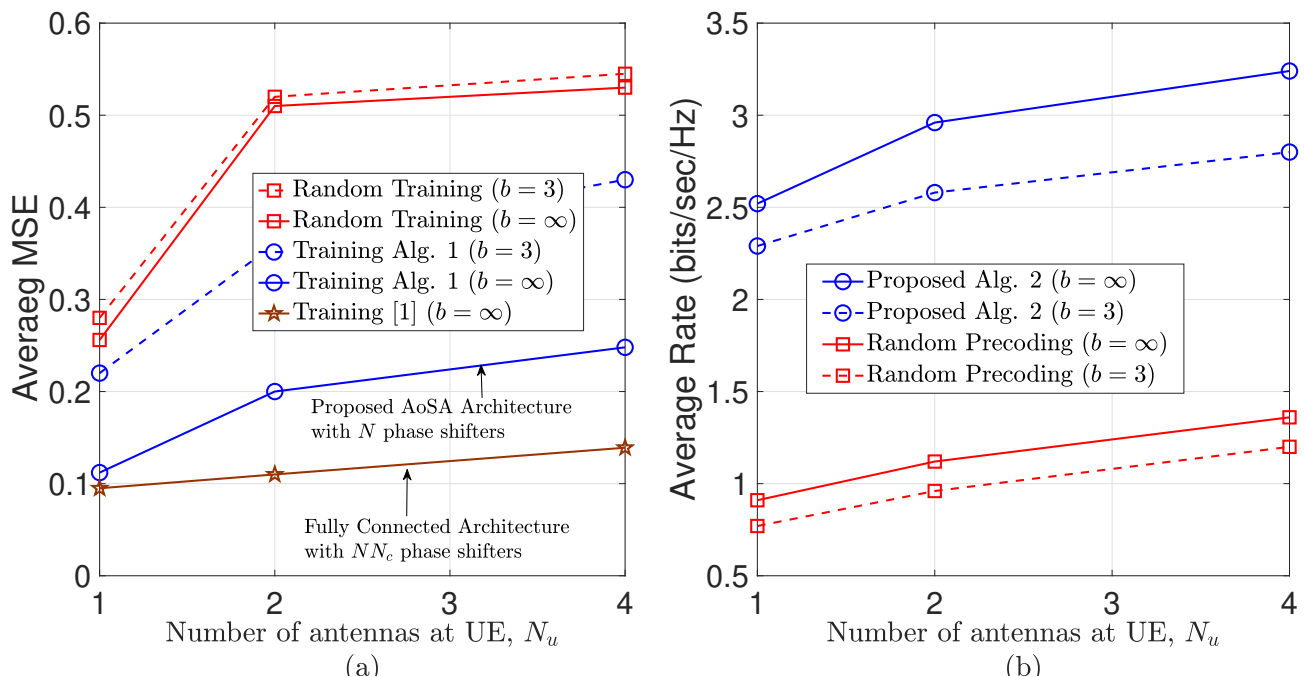 0.6
0.5
0.4
0.3
0.2
0.1
0
Averaeg MSE
Random Training (b = 3)
Random Training (b = ∞)
Training Alg. 1 (b = 3)
Training Alg. 1 (b = ∞)
Training [1] (b = ∞)
Proposed AoSA Architecture
with N phase shifters
Fully Connected Architecture
with NN_c phase shifters
1 2 3 4
Number of antennas at UE, N_u
(a)
3.5
3
2.5
2
1.5
1
0.5
Average Rate (bits/sec/Hz)
Proposed Alg. 2 (b = ∞)
Proposed Alg. 2 (b = 3)
Random Precoding (b = ∞)
Random Precoding (b = 3)
1 2 3 4
Number of antennas at UE, N_u
(b)